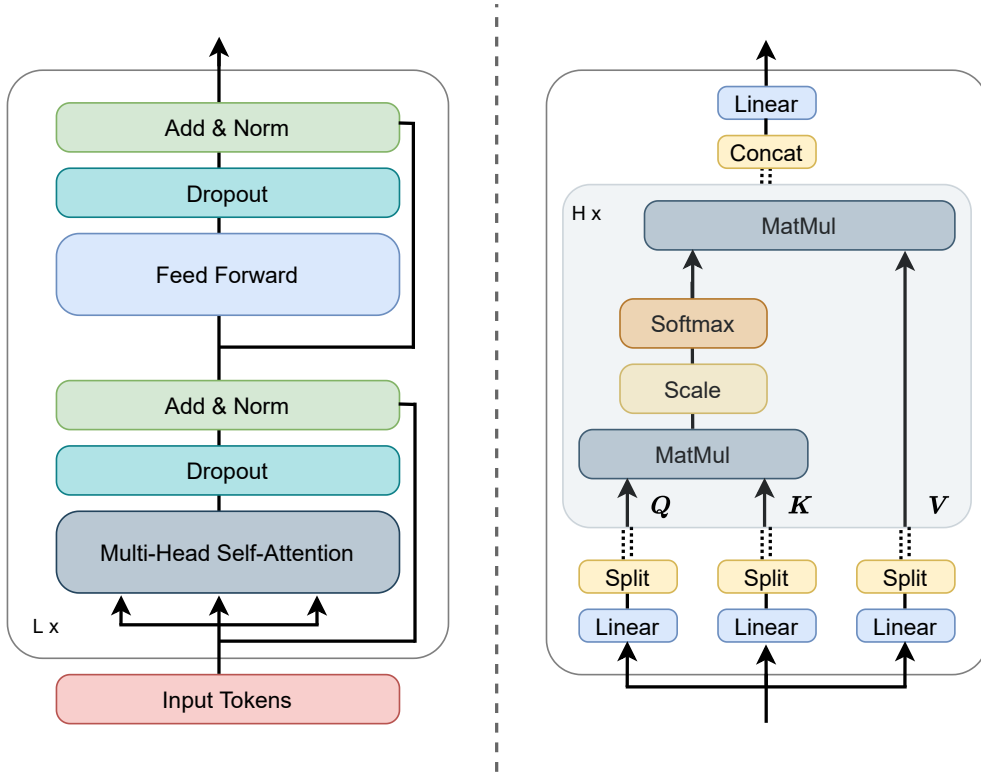 Add & Norm
Dropout
Feed Forward
Add & Norm
Dropout
Multi-Head Self-Attention
L x
Input Tokens
Linear
Concat
H x
MatMul
Softmax
Scale
MatMul
Q K V
Split Split Split
Linear Linear Linear